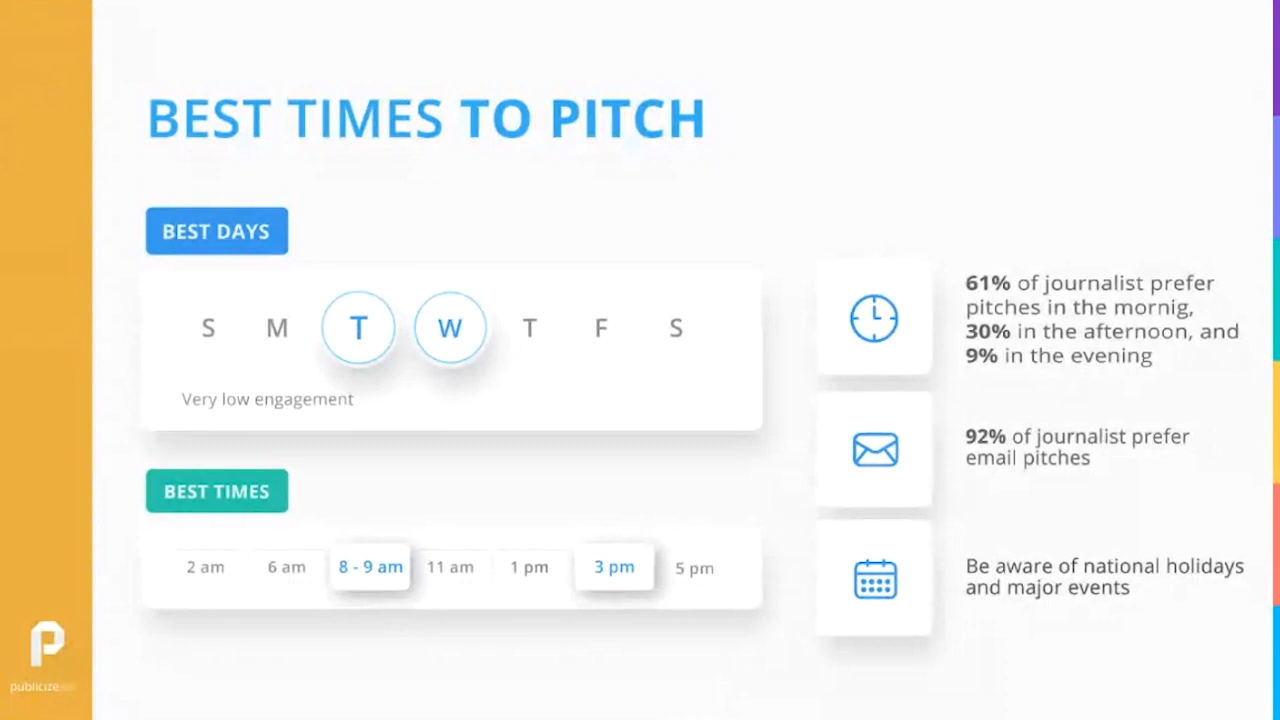 BEST TIMES TO PITCH
BEST DAYS
S M T W T F S
Very low engagement
BEST TIMES
2 am 6 am 8 - 9 am 11 am 1 pm 3 pm 5 pm
61% of journalist prefer
pitches in the mornig,
30% in the afternoon, and
9% in the evening
92% of journalist prefer
email pitches
Be aware of national holidays
and major events
publicize